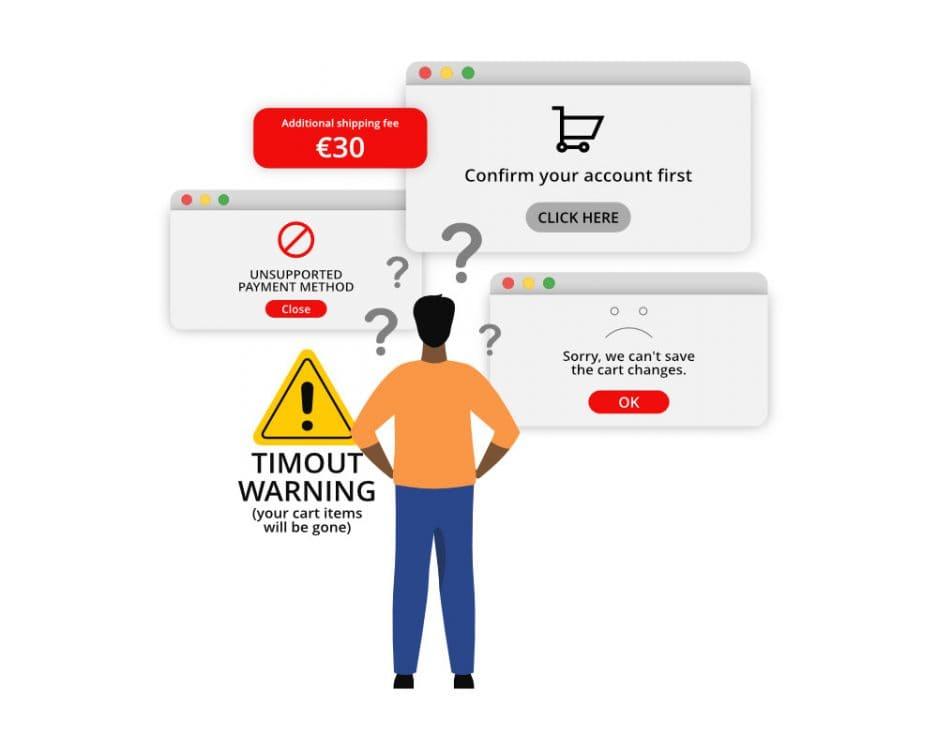 Additional shipping fee
€30
Confirm your account first
CLICK HERE
UNSUPPORTED
PAYMENT METHOD
Close
?
?
?
?
Sorry, we can't save
the cart changes.
OK
TIMOUT
WARNING
(your cart items
will be gone)